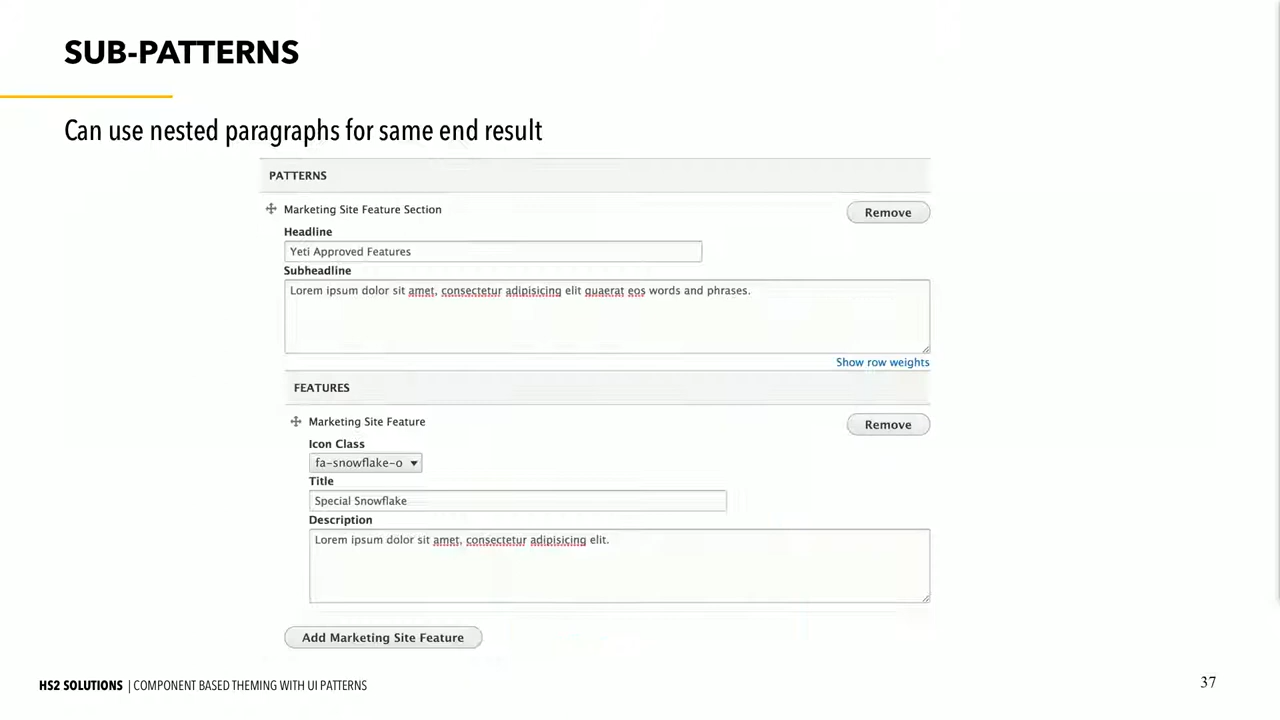 SUB-PATTERNS
Can use nested paragraphs for same end result
PATTERNS
Marketing Site Feature Section
Remove
Headline
Yeti Approved Features
Subheadline
Lorem ipsum dolor sit amet, consectetur adipisicing elit quaerat eos words and phrases.
Show row weights
FEATURES
Marketing Site Feature
Remove
Icon Class
fa-snowflake-o
Title
Special Snowflake
Description
Lorem ipsum dolor sit amet, consectetur adipisicing elit.
Add Marketing Site Feature
HS2 SOLUTIONS | COMPONENT BASED THEMING WITH UI PATTERNS
37